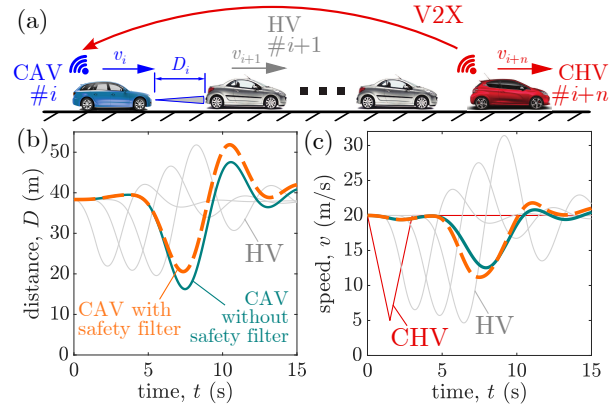 (a)
V2X
HV
#i+1
CAV
#i
v_i
D_i
v_{i+1}
v_{i+n}
CHV
#i+n
(b)
distance, D (m)
50
40
30
20
10
0
HV
CAV with
safety filter
CAV
without
safety filter
0 5 10 15
time, t (s)
(c)
speed, v (m/s)
30
25
20
15
10
5
0
CHV
HV
0 5 10 15
time, t (s)